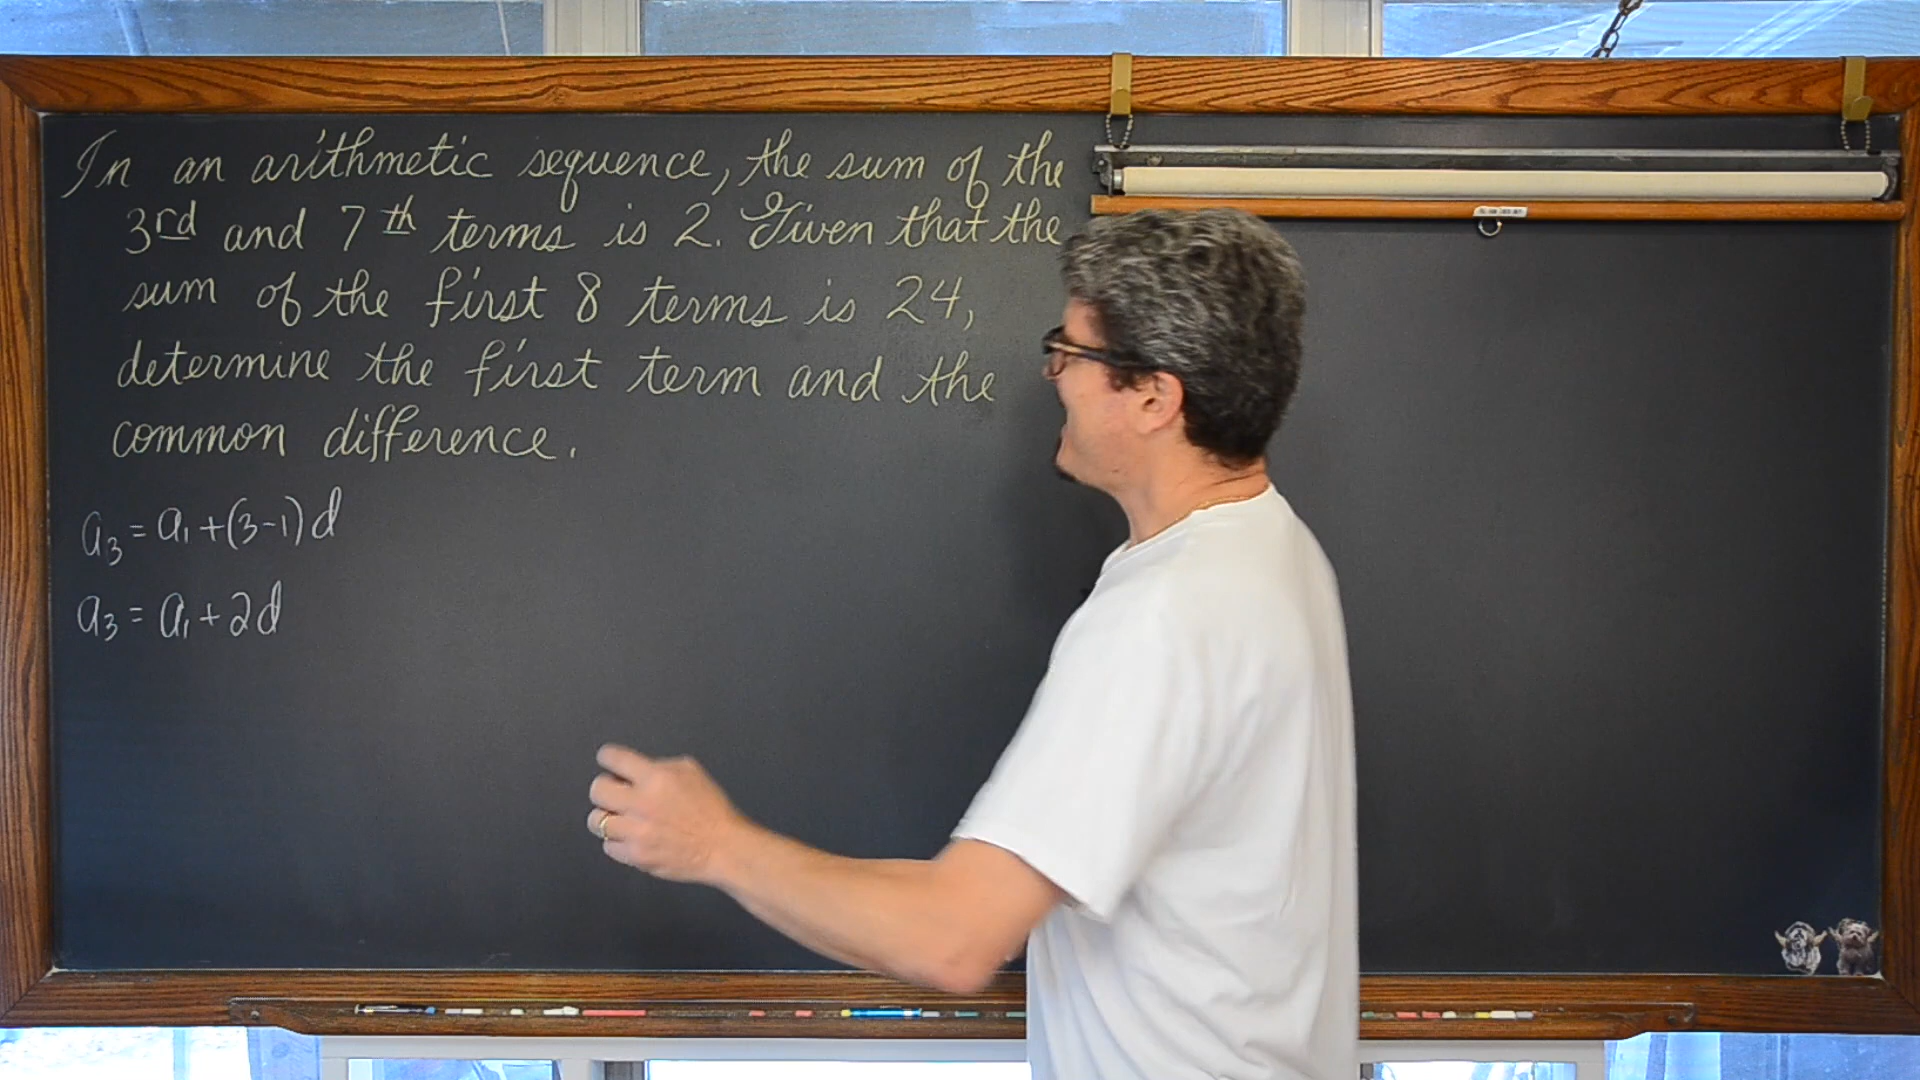 In an arithmetic sequence, the sum of the
3rd and 7th terms is 2. Given that the
sum of the first 8 terms is 24,
determine the first term and the
common difference.
a₃ = a₁ + (3-1)d
a₃ = a₁ + 2d